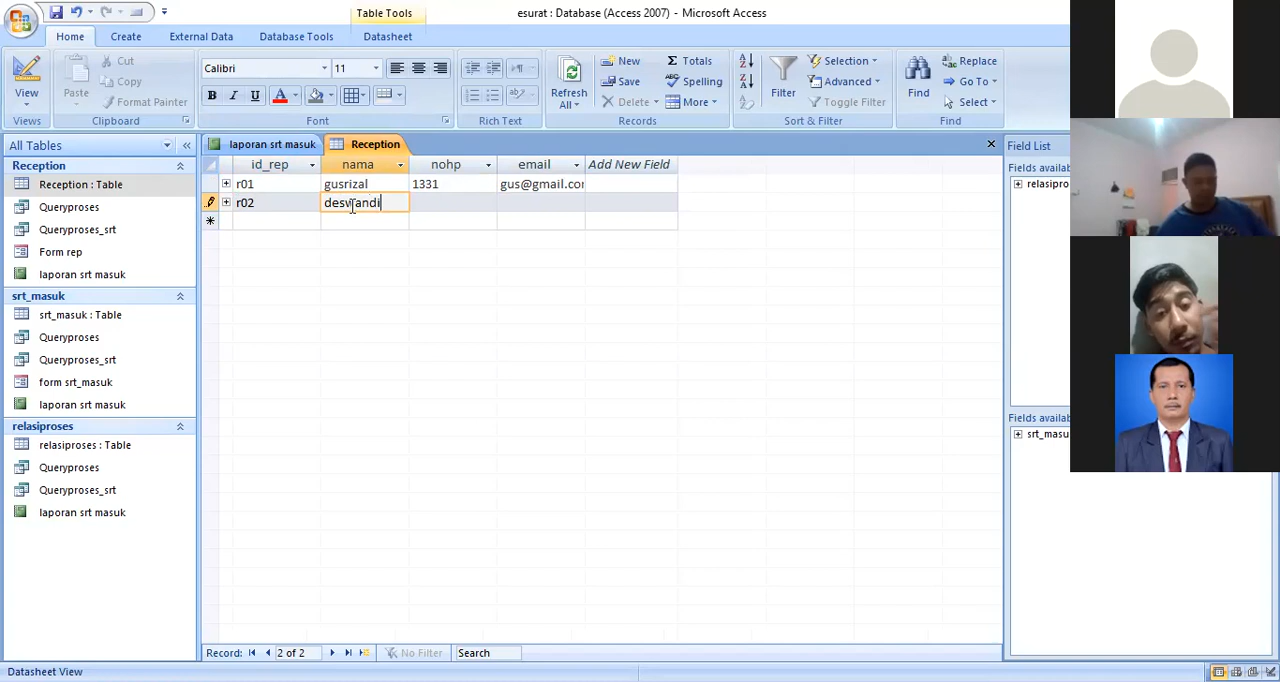 Table Tools
esurat : Database (Access 2007) - Microsoft Access
Home Create External Data Database Tools Datasheet
View
Views
Paste
Cut
Copy
Format Painter
Clipboard
Calibri 11
B I U A
Font
Rich Text
Refresh
All
New
Save
Delete
Totals
Spelling
More
Records
Filter
Selection
Advanced
Toggle Filter
Sort & Filter
Find
Replace
Go To
Select
Find
All Tables
Reception
Reception : Table
Queryproses
Queryproses_srt
Form rep
laporan srt masuk
srt_masuk
srt_masuk : Table
Queryproses
Queryproses_srt
form srt_masuk
laporan srt masuk
relasiproses
relasiproses : Table
Queryproses
Queryproses_srt
laporan srt masuk
laporan srt masuk Reception
id_rep nama nohp email Add New Field
r01 gusrizal 1331 gus@gmail.com
r02
Record: 2 of 2 No Filter Search
Field List
Fields availa
relasipro
Fields availa
srt_masu
Datasheet View